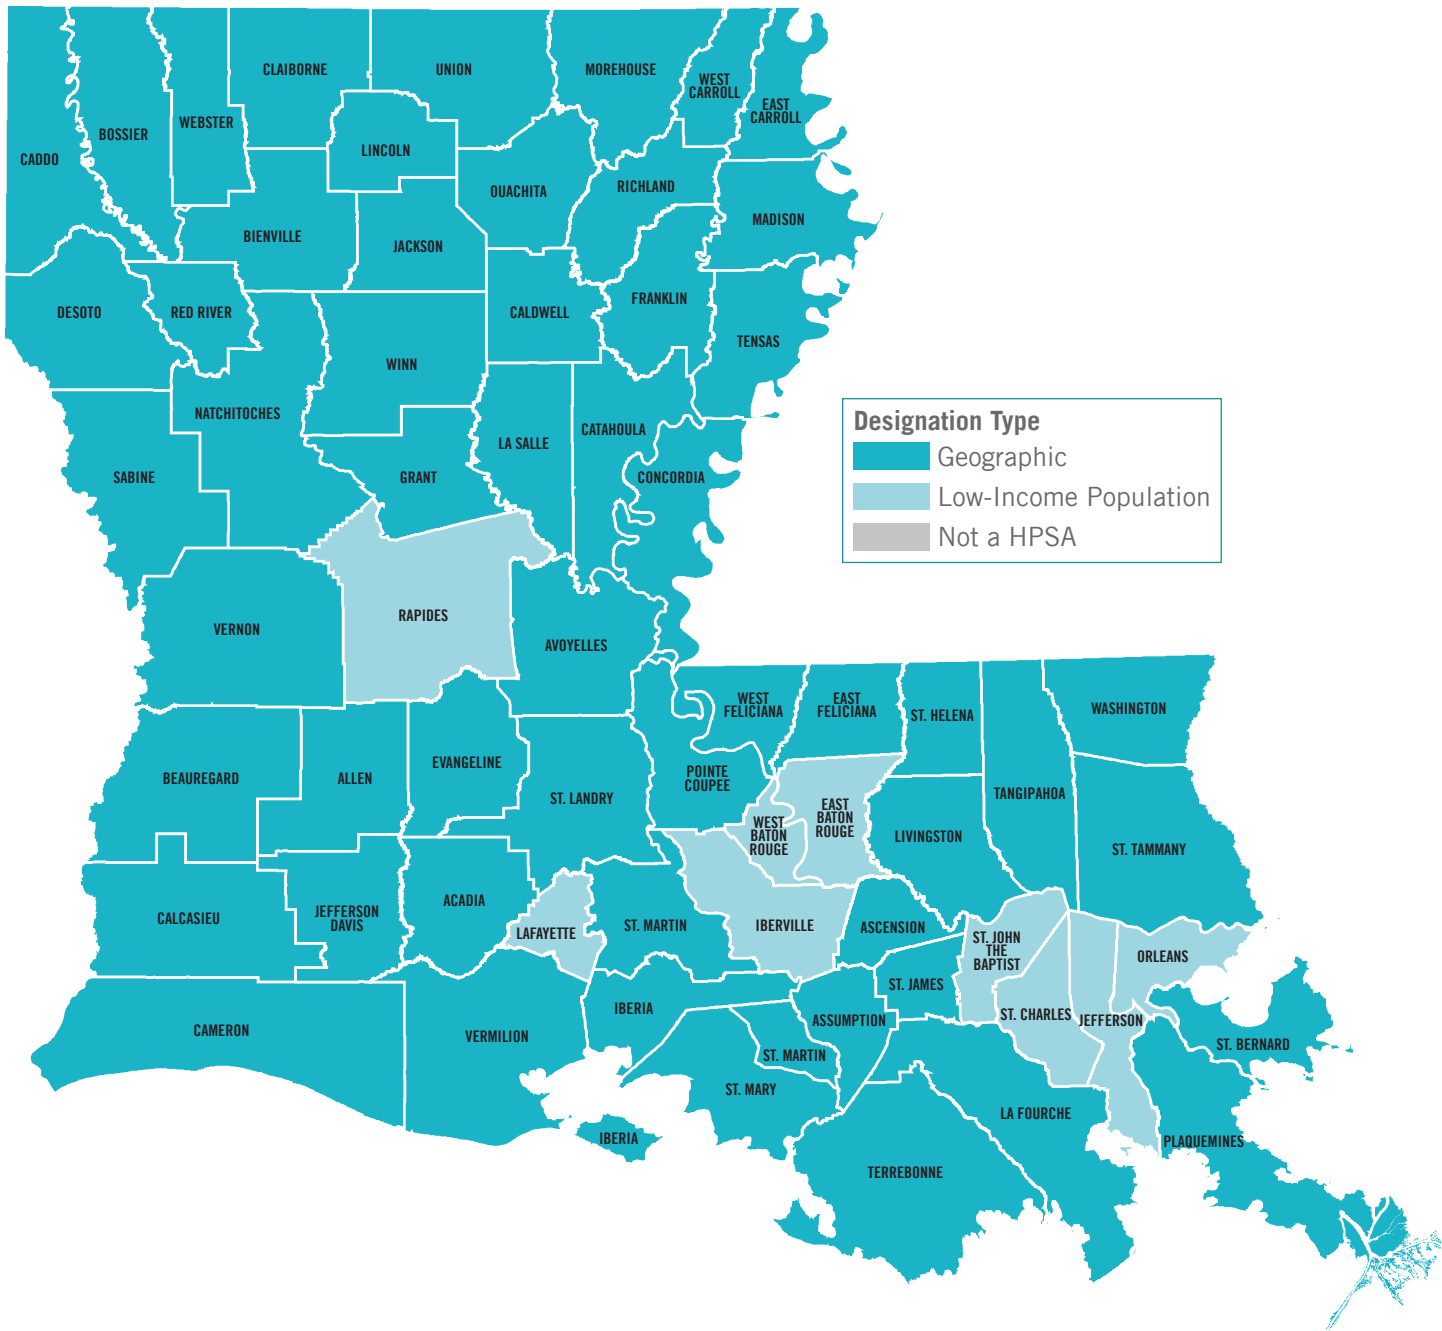 CLAIBORNE
UNION
MOREHOUSE
WEST
CARROLL
EAST
CARROLL
WEBSTER
BOSSIER
CADDO
LINCOLN
OUACHITA
RICHLAND
MADISON
BIENVILLE
JACKSON
DESOTO
RED RIVER
CALDWELL
FRANKLIN
TENSAS
WINN
NATCHITOCHES
LA SALLE
CATAHOULA
CONCORDIA
SABINE
GRANT
Designation Type
Geographic
Low-Income Population
Not a HPSA
VERNON
RAPIDES
AVOYELLES
WEST
FELICIANA
EAST
FELICIANA
ST. HELENA
WASHINGTON
BEAUREGARD
ALLEN
EVANGELINE
ST. LANDRY
POINTE
COUPEE
WEST
BATON
ROUGE
EAST
BATON
ROUGE
LIVINGSTON
TANGIPAHOA
ST. TAMMANY
CALCASIEU
JEFFERSON
DAVIS
ACADIA
LAFAYETTE
ST. MARTIN
IBERVILLE
ASCENSION
ST. JOHN
THE
BAPTIST
ORLEANS
ST. JAMES
CAMERON
VERMILION
IBERIA
ASSUMPTION
ST. CHARLES
JEFFERSON
ST. BERNARD
ST. MARTIN
ST. MARY
LA FOURCHE
IBERIA
PLAQUEMINES
TERREBONNE